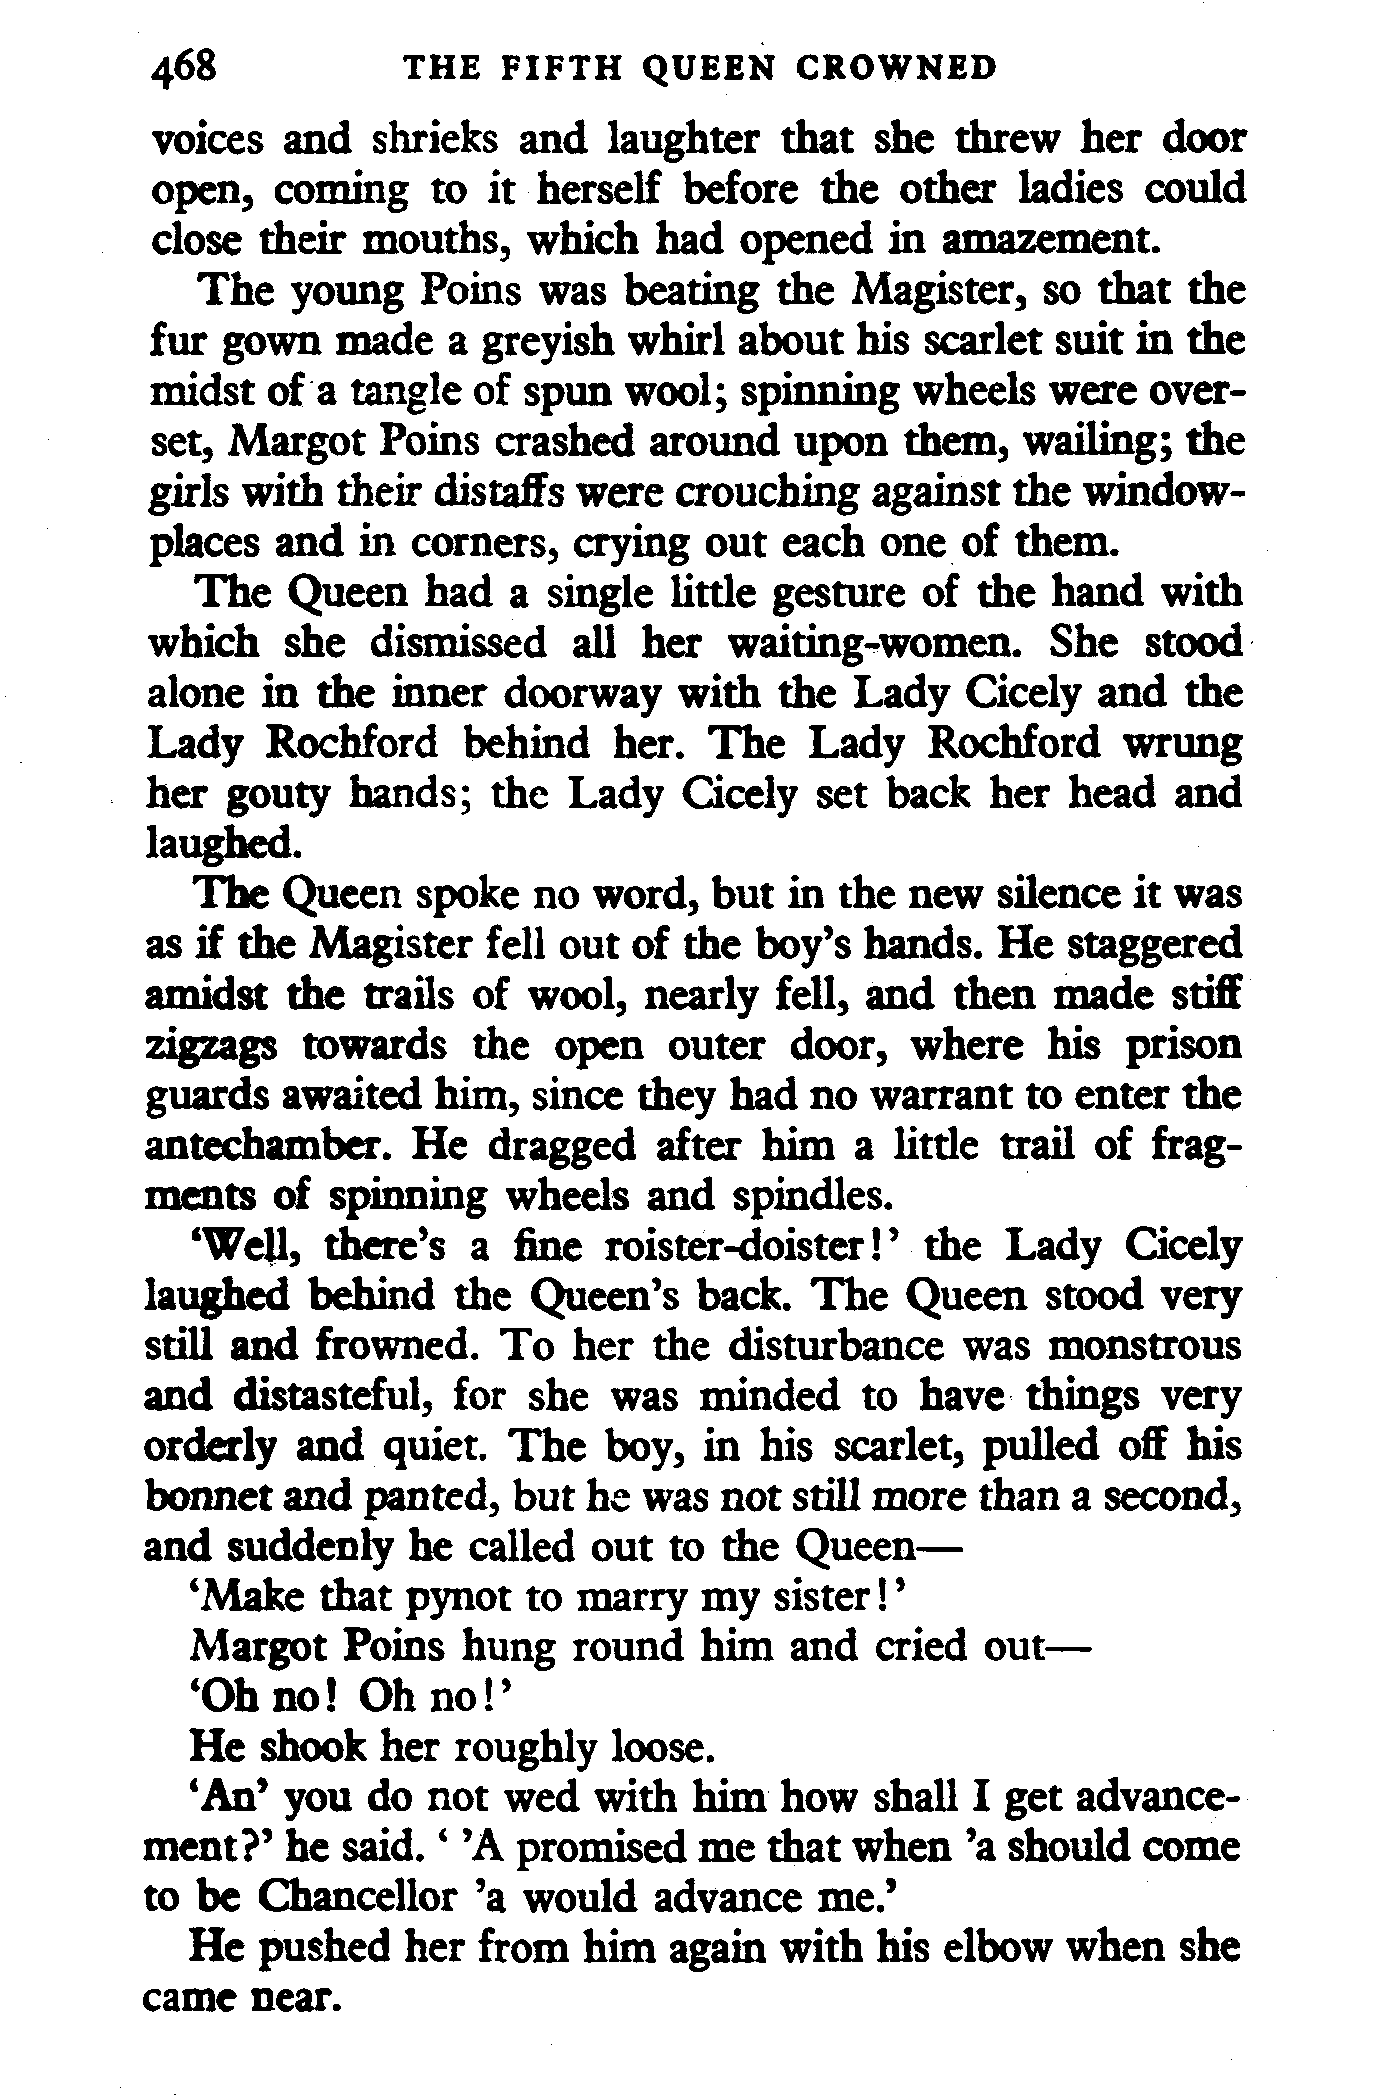 468 THE FIFTH QUEEN CROWNED
voices and shrieks and laughter that she threw her door
open, coming to it herself before the other ladies could
close their mouths, which had opened in amazement.
The young Poins was beating the Magister, so that the
fur gown made a greyish whirl about his scarlet suit in the
midst of a tangle of spun wool; spinning wheels were over-
set, Margot Poins crashed around upon them, wailing; the
girls with their distaffs were crouching against the window-
places and in corners, crying out each one of them.
The Queen had a single little gesture of the hand with
which she dismissed all her waiting-women. She stood
alone in the inner doorway with the Lady Cicely and the
Lady Rochford behind her. The Lady Rochford wrung
her gouty hands; the Lady Cicely set back her head and
laughed.
The Queen spoke no word, but in the new silence it was
as if the Magister fell out of the boy’s hands. He staggered
amidst the trails of wool, nearly fell, and then made stiff
zigzags towards the open outer door, where his prison
guards awaited him, since they had no warrant to enter the
antechamber. He dragged after him a little trail of frag-
ments of spinning wheels and spindles.
‘Well, there’s a fine roister-doister!’ the Lady Cicely
laughed behind the Queen’s back. The Queen stood very
still and frowned. To her the disturbance was monstrous
and distasteful, for she was minded to have things very
orderly and quiet. The boy, in his scarlet, pulled off his
bonnet and panted, but he was not still more than a second,
and suddenly he called out to the Queen—
‘Make that pynot to marry my sister!’
Margot Poins hung round him and cried out—
‘Oh no! Oh no!’
He shook her roughly loose.
‘An’ you do not wed with him how shall I get advance-
ment?’ he said. ‘ ’A promised me that when ’a should come
to be Chancellor ’a would advance me.’
He pushed her from him again with his elbow when she
came near.